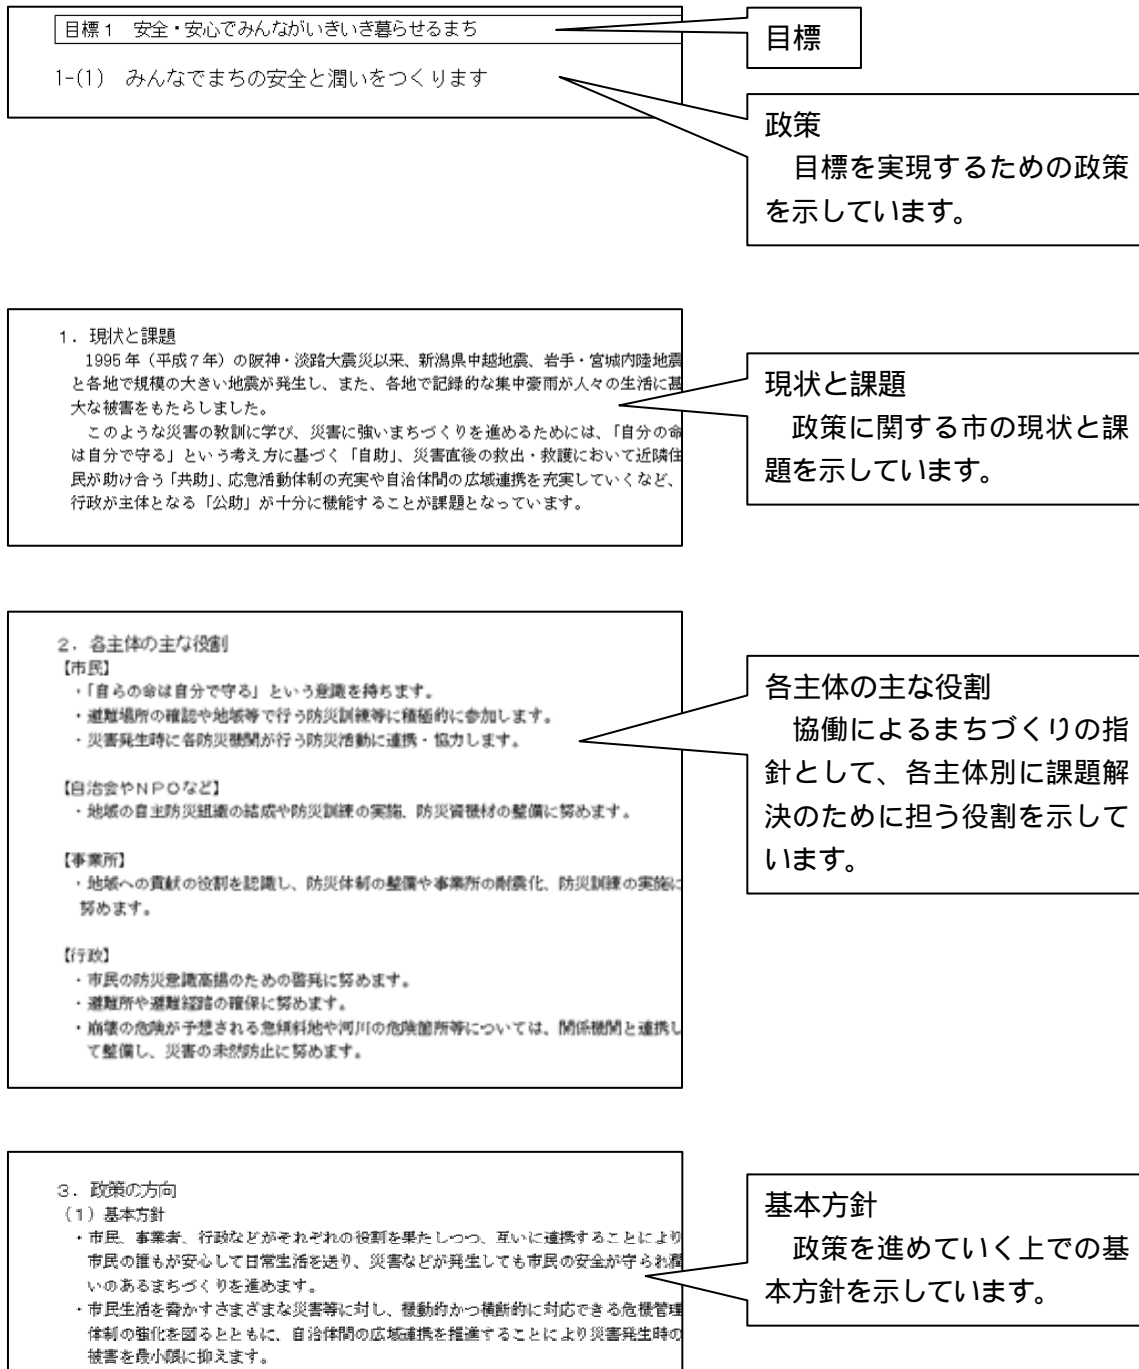 目標１　安全・安心でみんながいきいき暮らせるまち
1-(1)　みんなでまちの安全と潤いをつくります
目標
政策
目標を実現するための政策
を示しています。
１．現状と課題
1995年（平成７年）の阪神・淡路大震災以来、新潟県中越地震、岩手・宮城内陸地震
と各地で規模の大きい地震が発生し、また、各地で記録的な集中豪雨が人々の生活に甚
大な被害をもたらしました。
このような災害の教訓に学び、災害に強いまちづくりを進めるためには、「自分の命
は自分で守る」という考え方に基づく「自助」、災害直後の救出・救護において近隣住
民が助け合う「共助」、応急活動体制の充実や自治体間の広域連携を充実していくなど、
行政が主体となる「公助」が十分に機能することが課題となっています。
現状と課題
政策に関する市の現状と課
題を示しています。
２．各主体の主な役割
【市民】
・「自らの命は自分で守る」という意識を持ちます。
・避難場所の確認や地域等で行う防災訓練等に積極的に参加します。
・災害発生時に各防災機関が行う防災活動に連携・協力します。
【自治会やＮＰＯなど】
・地域の自主防災組織の結成や防災訓練の実施、防災資機材の整備に努めます。
【事業所】
・地域への貢献の役割を認識し、防災体制の整備や事業所の耐震化、防災訓練の実施に
努めます。
【行政】
・市民の防災意識高揚のための啓発に努めます。
・避難所や避難経路の確保に努めます。
・崩壊の危険が予想される急傾斜地や河川の危険箇所等については、関係機関と連携し
て整備し、災害の未然防止に努めます。
各主体の主な役割
協働によるまちづくりの指
針として、各主体別に課題解
決のために担う役割を示して
います。
３．政策の方向
（１）基本方針
・市民、事業者、行政などがそれぞれの役割を果たしつつ、互いに連携することにより
市民の誰もが安心して日常生活を送り、災害などが発生しても市民の安全が守られ潤
いのあるまちづくりを進めます。
・市民生活を脅かすさまざまな災害等に対し、機動的かつ横断的に対応できる危機管理
体制の強化を図るとともに、自治体間の広域連携を推進することにより災害発生時の
被害を最小限に抑えます。
基本方針
政策を進めていく上での基
本方針を示しています。